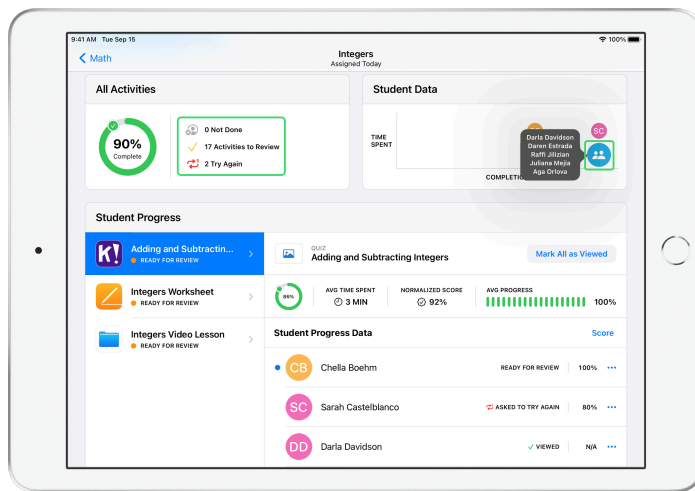 9:41 AM Tue Sep 15
100%
Math
Integers
Assigned Today
All Activities
90%
Complete
0 Not Done
17 Activities to Review
2 Try Again
Student Data
TIME
SPENT
SC
Darla Davidson
Daren Estrada
Raffi Jilizian
Juliana Mejia
Aga Orlova
Student Progress
K!
Adding and Subtractin...
READY FOR REVIEW
Integers Worksheet
READY FOR REVIEW
Integers Video Lesson
READY FOR REVIEW
QUIZ
Adding and Subtracting Integers
Mark All as Viewed
86%
AVG TIME SPENT
3 MIN
NORMALIZED SCORE
92%
AVG PROGRESS
100%
Student Progress Data
Score
CB
Chella Boehm
READY FOR REVIEW
100%
SC
Sarah Castelblanco
ASKED TO TRY AGAIN
80%
DD
Darla Davidson
VIEWED
N/A